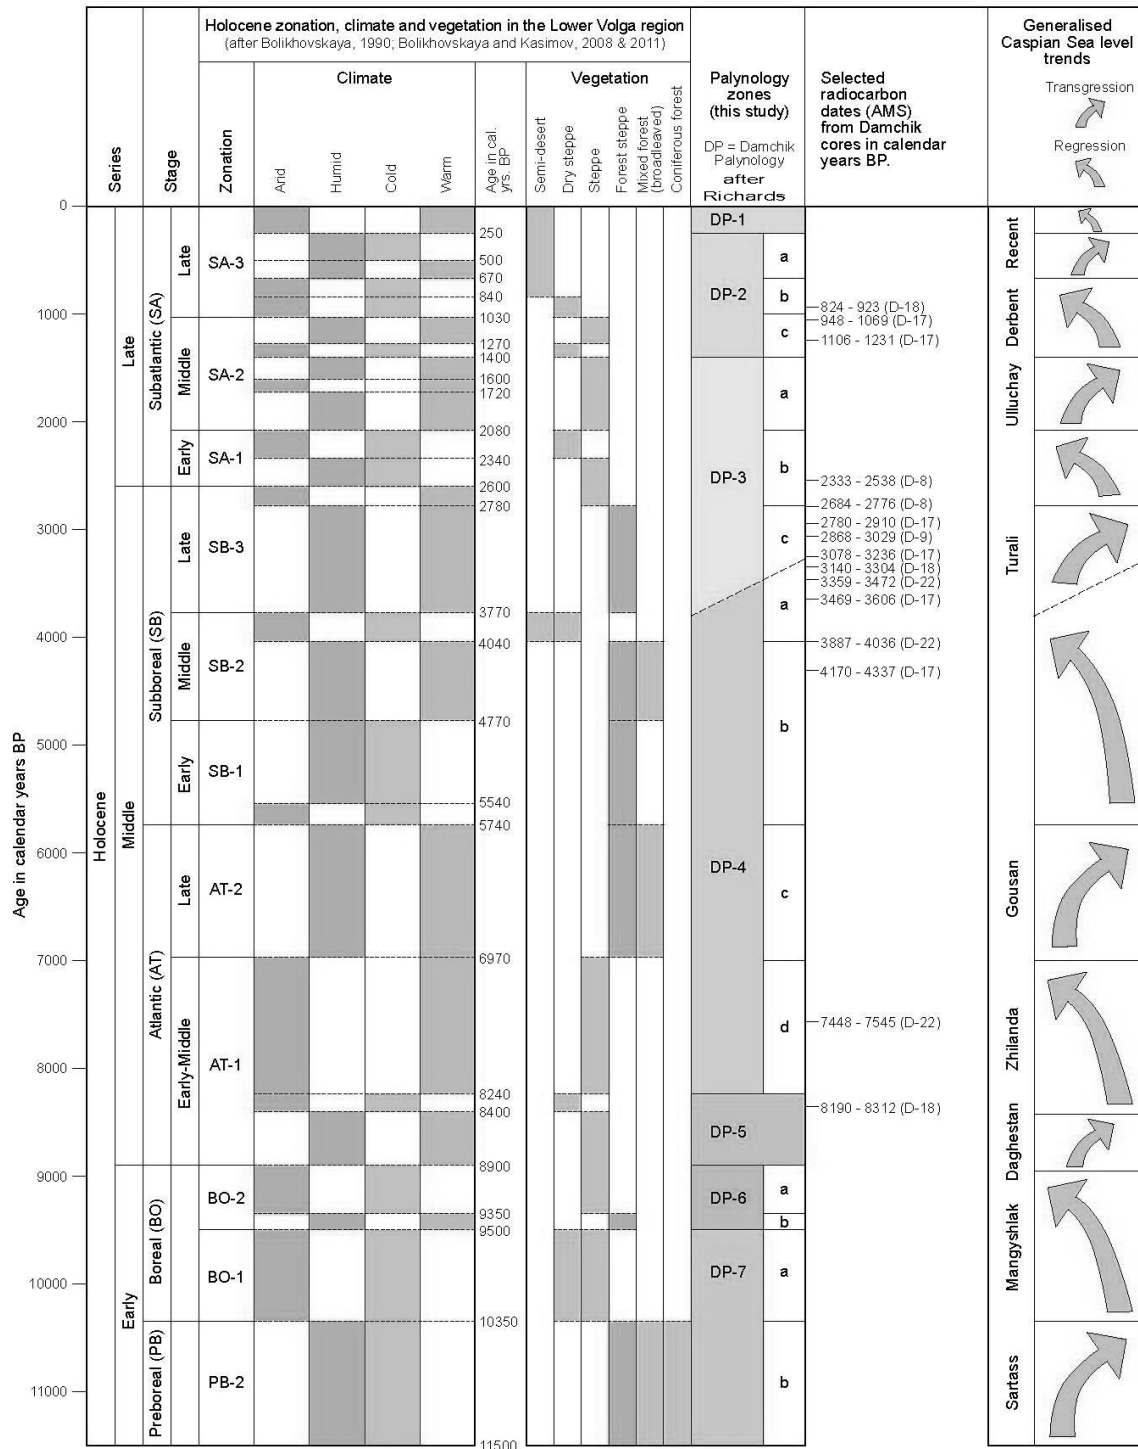 Holocene zonation, climate and vegetation in the Lower Volga region
(after Bolikhovskaya, 1990; Bolikhovskaya and Kasimov, 2008 & 2011)
Generalised
Caspian Sea level
trends
Transgression
Regression
Climate
Vegetation
Palynology
zones
(this study)
DP = Damchik
Palynology
after
Richards
Selected
radiocarbon
dates (AMS)
from Damchik
cores in calendar
years BP.
Series
Stage
Zonation
Arid
Humid
Cold
Warm
Age in cal.
yrs. BP
Semi-desert
Dry steppe
Steppe
Forest steppe
Mixed forest
(broadleaved)
Coniferous forest
Age in calendar years BP
0
1000
2000
3000
4000
5000
6000
7000
8000
9000
10000
11000
Holocene
Late
Middle
Early
Subatlantic (SA)
Subboreal (SB)
Atlantic (AT)
Boreal (BO)
Preboreal (PB)
Late
Middle
Early
Late
Middle
Early
Late
Early-Middle
SA-3
SA-2
SA-1
SB-3
SB-2
SB-1
AT-2
AT-1
BO-2
BO-1
PB-2
250
500
670
840
1030
1270
1400
1600
1720
2080
2340
2600
2780
3770
4040
4770
5540
5740
6970
8240
8400
8900
9350
9500
10350
11500
DP-1
DP-2
a
b
c
DP-3
a
b
c
DP-4
a
b
c
d
DP-5
DP-6
a
b
DP-7
a
b
824 - 923 (D-18)
948 - 1069 (D-17)
1106 - 1231 (D-17)
2333 - 2538 (D-8)
2684 - 2776 (D-8)
2780 - 2910 (D-17)
2868 - 3029 (D-9)
3078 - 3236 (D-17)
3140 - 3304 (D-18)
3359 - 3472 (D-22)
3469 - 3606 (D-17)
3887 - 4036 (D-22)
4170 - 4337 (D-17)
7448 - 7545 (D-22)
8190 - 8312 (D-18)
Recent
Derbent
Ulluchay
Turali
Gousan
Zhilanda
Daghestan
Mangyshlak
Sartass